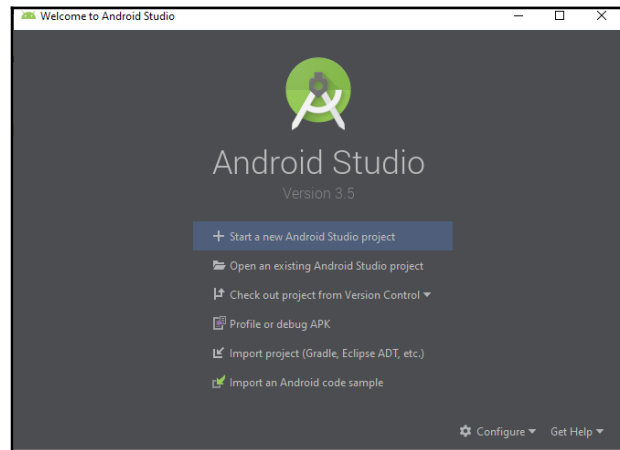 Welcome to Android Studio
Android Studio
Version 3.5
Start a new Android Studio project
Open an existing Android Studio project
Check out project from Version Control
Profile or debug APK
Import project (Gradle, Eclipse ADT, etc.)
Import an Android code sample
Configure Get Help